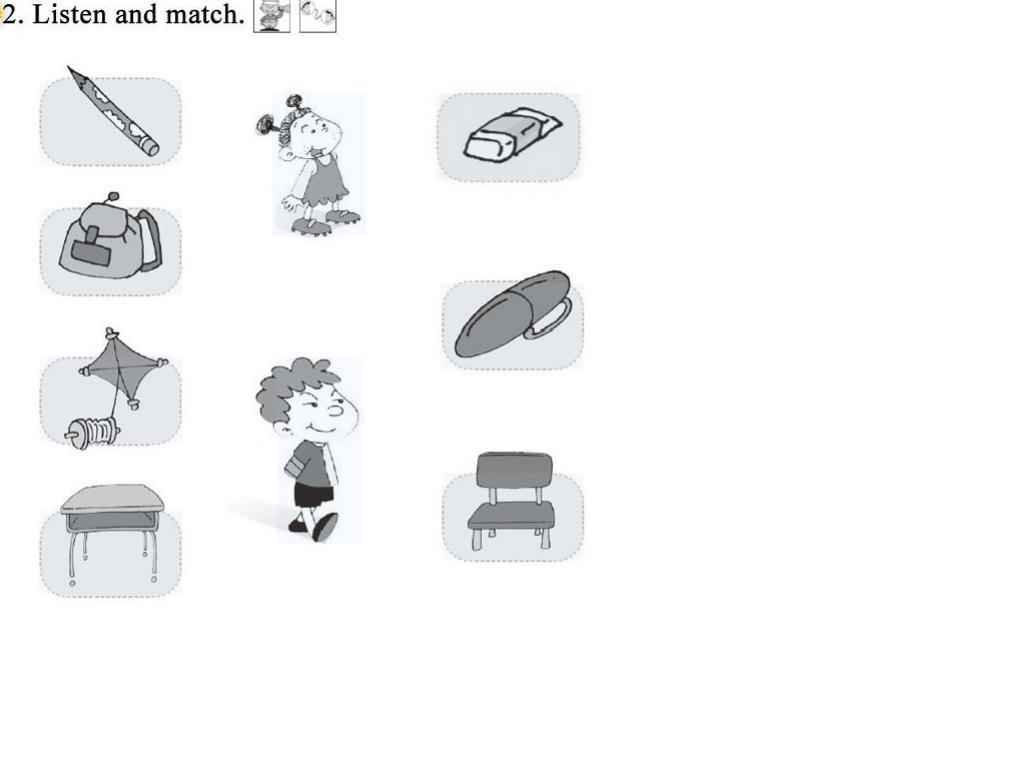 2. Listen and match.